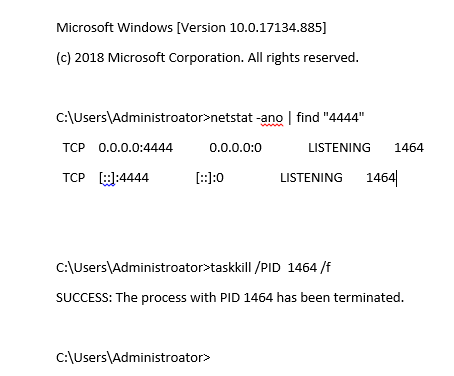 Microsoft Windows [Version 10.0.17134.885]
(c) 2018 Microsoft Corporation. All rights reserved.
C:\Users\Administroator>netstat -ano | find "4444"
TCP 0.0.0.0:4444 0.0.0.0:0 LISTENING 1464
TCP [::]:4444 [::]:0 LISTENING 1464
C:\Users\Administroator>taskkill /PID 1464 /f
SUCCESS: The process with PID 1464 has been terminated.
C:\Users\Administroator>